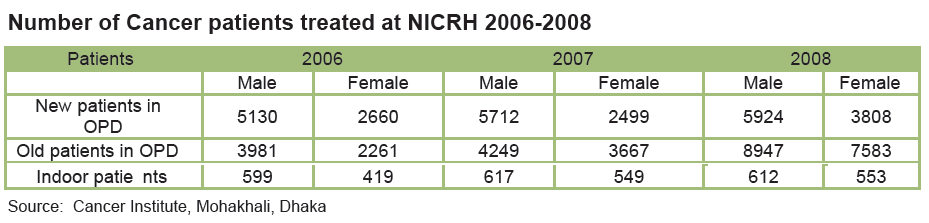 Number of Cancer patients treated at NICRH 2006-2008
Patients 2006 2007 2008
Male Female Male Female Male Female
New patients in
OPD 5130 2660 5712 2499 5924 3808
Old patients in OPD 3981 2261 4249 3667 8947 7583
Indoor patie nts 599 419 617 549 612 553
Source: Cancer Institute, Mohakhali, Dhaka